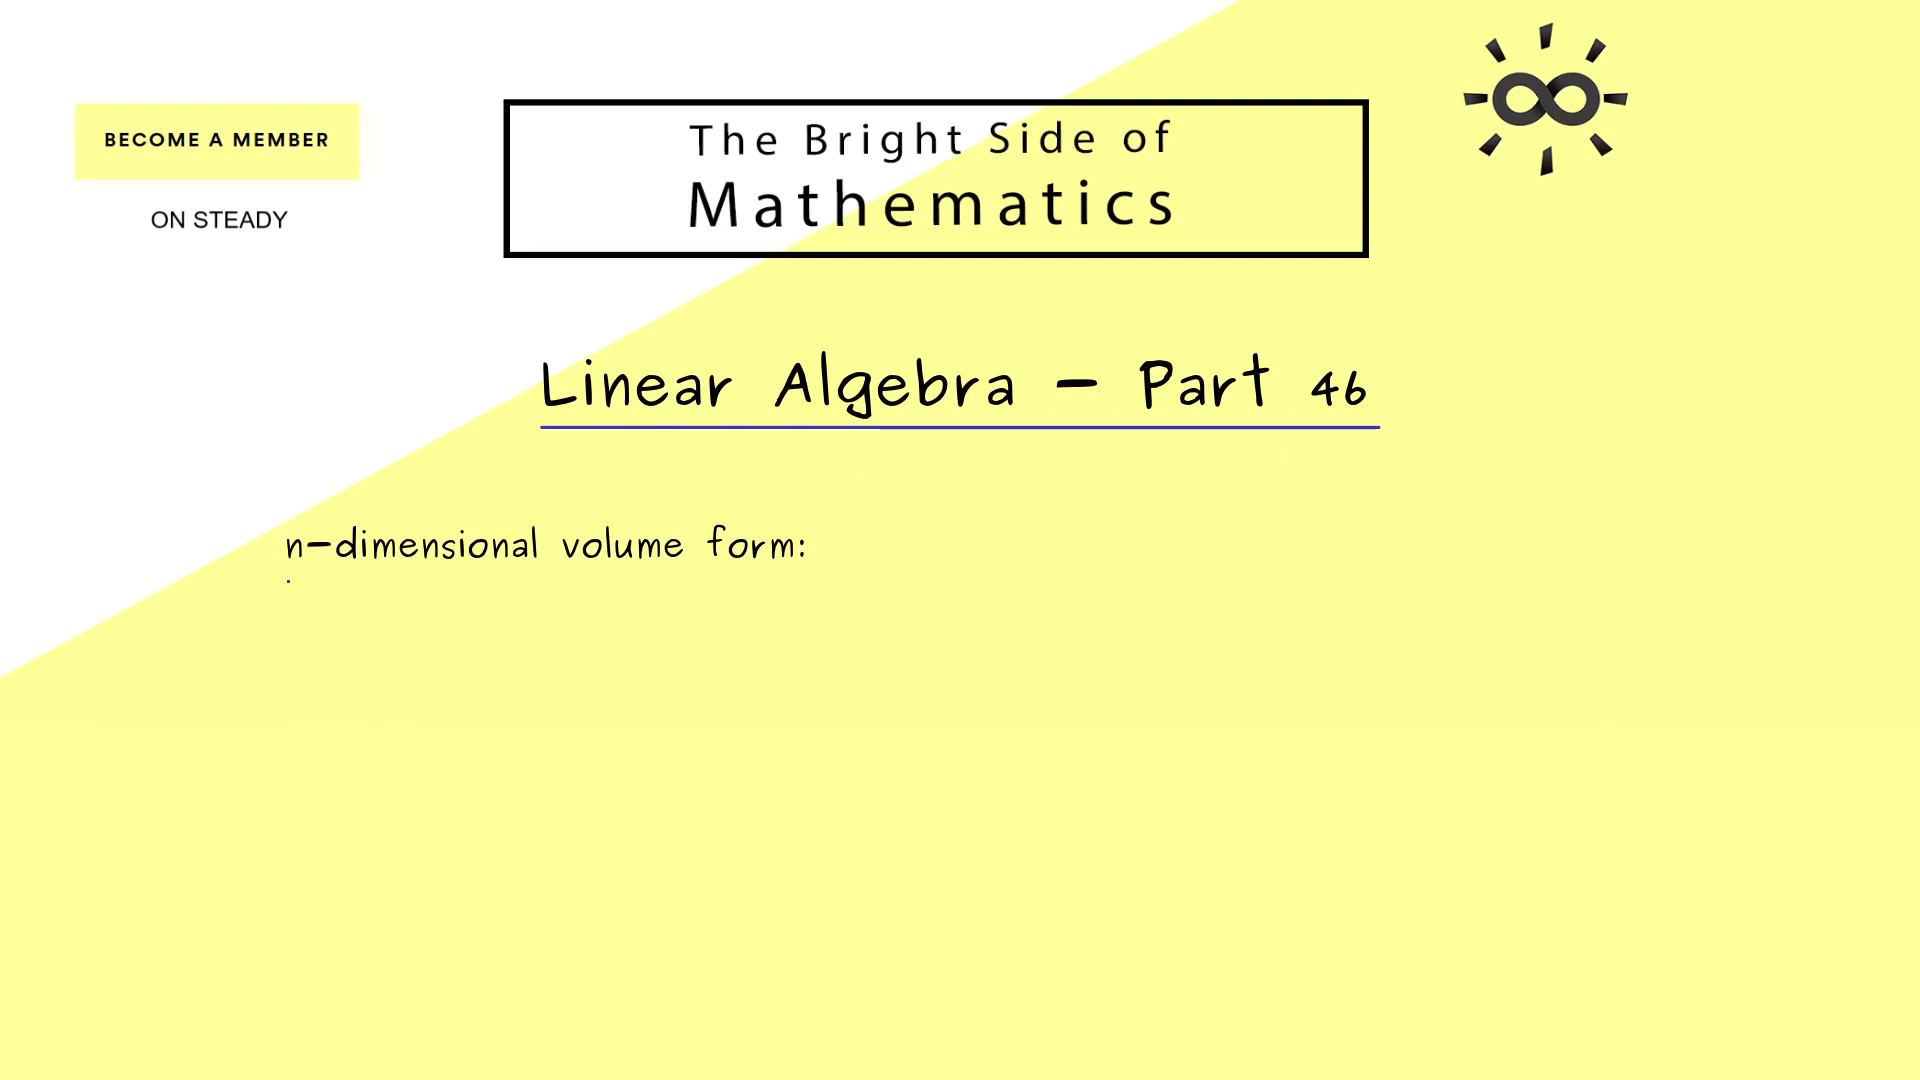 BECOME A MEMBER
ON STEADY
The Bright Side of
Mathematics
Linear Algebra – Part 46
n-dimensional volume form: